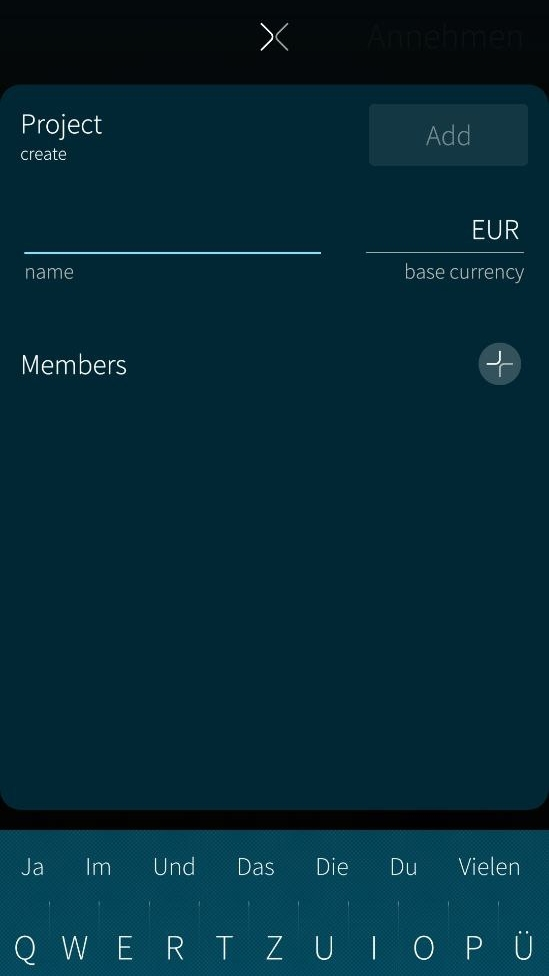 Annehmen
Project
Add
create
EUR
name
base currency
Members
Ja Im Und Das Die Du Vielen
Q W E R T Z U I O P Ü